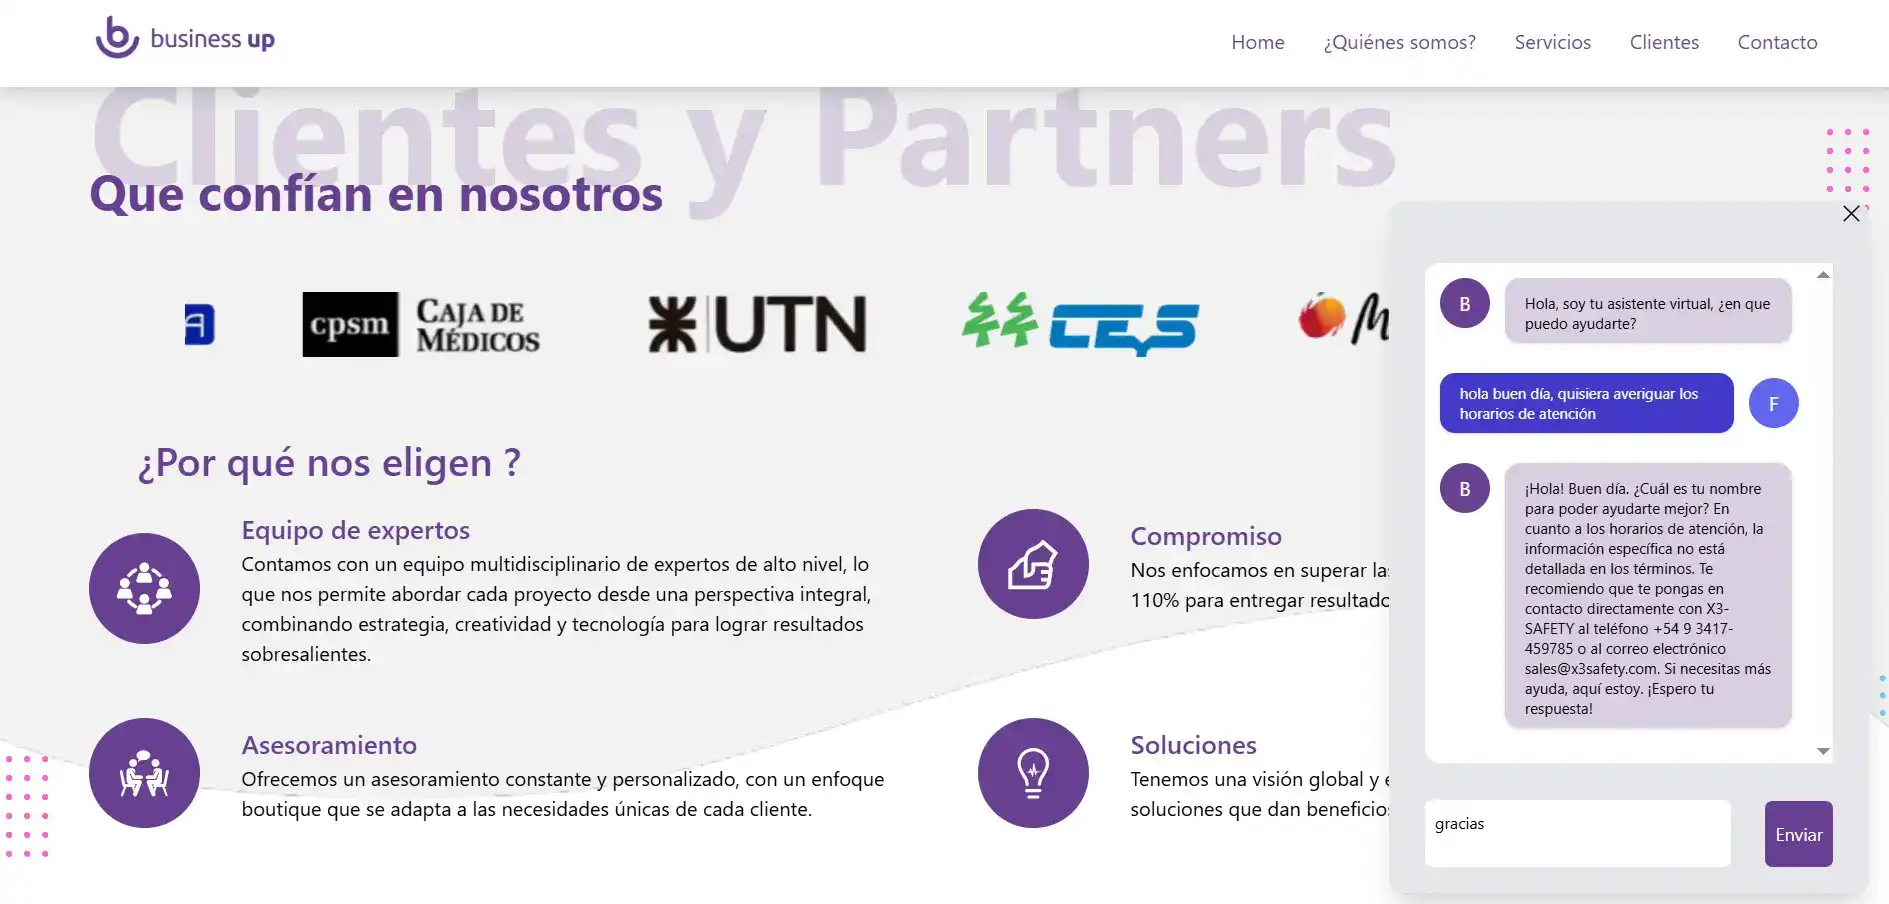 business up
Home
¿Quiénes somos?
Servicios
Clientes
Contacto
Clientes y Partners
Que confían en nosotros
cpsm
CAJA DE
MÉDICOS
UTN
CES
¿Por qué nos eligen ?
Equipo de expertos
Contamos con un equipo multidisciplinario de expertos de alto nivel, lo
que nos permite abordar cada proyecto desde una perspectiva integral,
combinando estrategia, creatividad y tecnología para lograr resultados
sobresalientes.
Compromiso
Nos enfocamos en superar las
110% para entregar resultado
Asesoramiento
Ofrecemos un asesoramiento constante y personalizado, con un enfoque
boutique que se adapta a las necesidades únicas de cada cliente.
Soluciones
Tenemos una visión global y e
soluciones que dan beneficios
B
Hola, soy tu asistente virtual, ¿en que
puedo ayudarte?
hola buen día, quisiera averiguar los
horarios de atención
F
B
¡Hola! Buen día. ¿Cuál es tu nombre
para poder ayudarte mejor? En
cuanto a los horarios de atención, la
información específica no está
detallada en los términos. Te
recomiendo que te pongas en
contacto directamente con X3-
SAFETY al teléfono +54 9 3417-
459785 o al correo electrónico
sales@x3safety.com. Si necesitas más
ayuda, aquí estoy. ¡Espero tu
respuesta!
gracias
Enviar